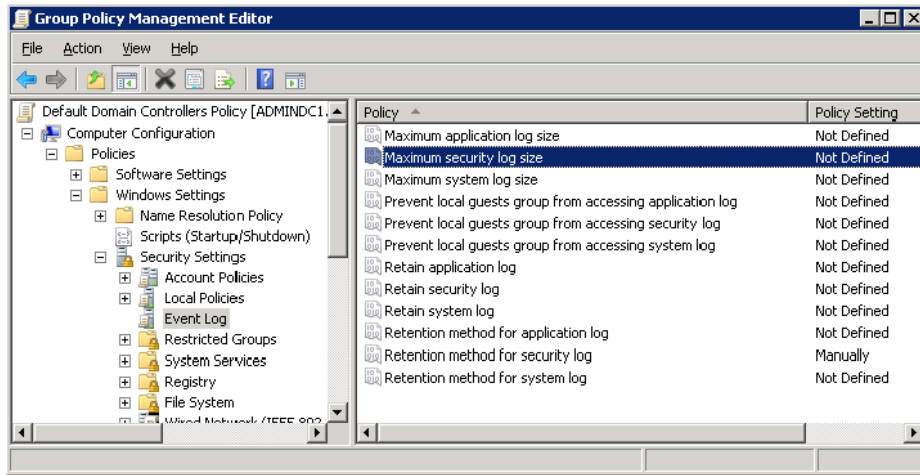 Group Policy Management Editor
File Action View Help
Default Domain Controllers Policy [ADMINDC1.
Computer Configuration
Policies
Software Settings
Windows Settings
Name Resolution Policy
Scripts (Startup/Shutdown)
Security Settings
Account Policies
Local Policies
Event Log
Restricted Groups
System Services
Registry
File System
Wired Network (IEEE 802
Policy Policy Setting
Maximum application log size Not Defined
Maximum security log size Not Defined
Maximum system log size Not Defined
Prevent local guests group from accessing application log Not Defined
Prevent local guests group from accessing security log Not Defined
Prevent local guests group from accessing system log Not Defined
Retain application log Not Defined
Retain security log Not Defined
Retain system log Not Defined
Retention method for application log Not Defined
Retention method for security log Manually
Retention method for system log Not Defined